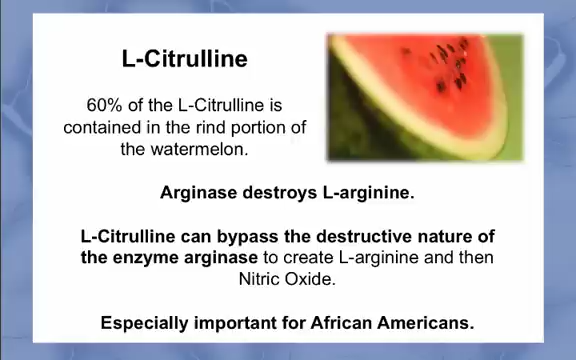 L-Citrulline
60% of the L-Citrulline is
contained in the rind portion of
the watermelon.
Arginase destroys L-arginine.
L-Citrulline can bypass the destructive nature of
the enzyme arginase to create L-arginine and then
Nitric Oxide.
Especially important for African Americans.